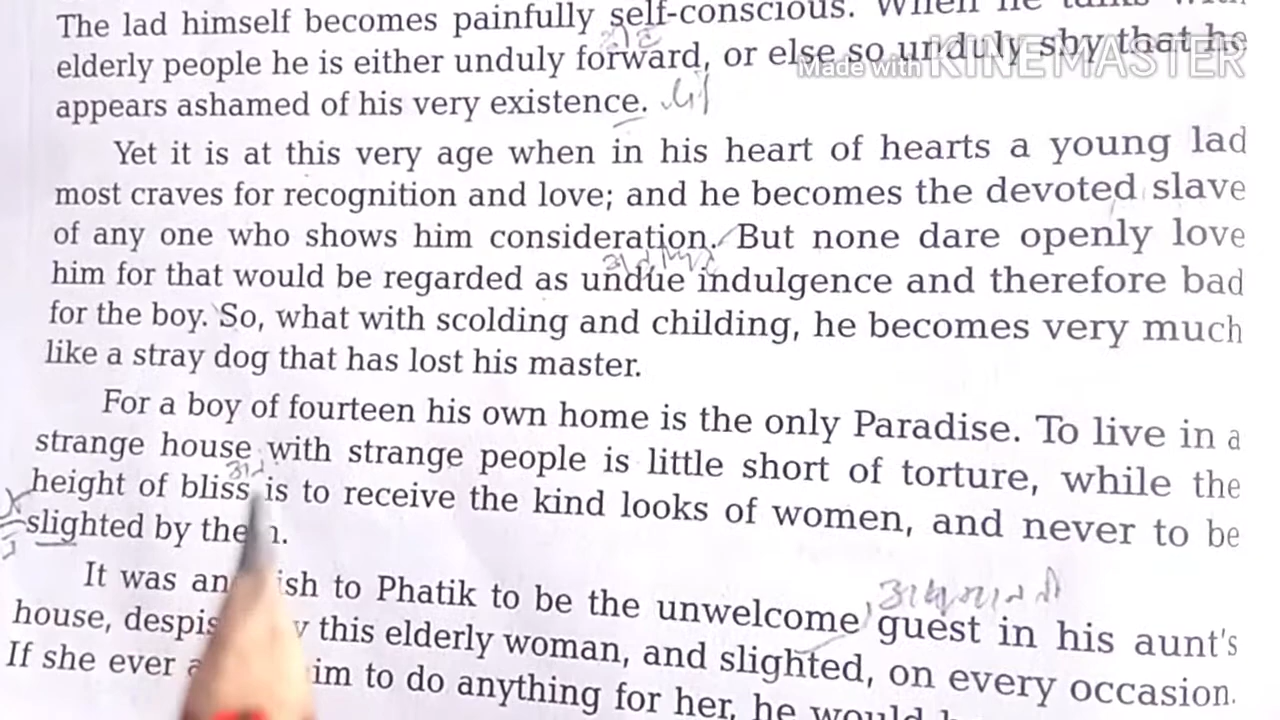 The lad himself becomes painfully self-conscious. When he talks with
elderly people he is either unduly forward, or else so unduly shy that he
Made with KINEMASTER
appears ashamed of his very existence.
Yet it is at this very age when in his heart of hearts a young lad
most craves for recognition and love; and he becomes the devoted slave
of any one who shows him consideration. But none dare openly love
him for that would be regarded as undue indulgence and therefore bad
for the boy. So, what with scolding and childing, he becomes very much
like a stray dog that has lost his master.
For a boy of fourteen his own home is the only Paradise. To live in a
strange house with strange people is little short of torture, while the
height of bliss is to receive the kind looks of women, and never to be
slighted by them.
It was anguish to Phatik to be the unwelcome guest in his aunt's
house, despised by this elderly woman, and slighted, on every occasion.
If she ever him to do anything for her, he would